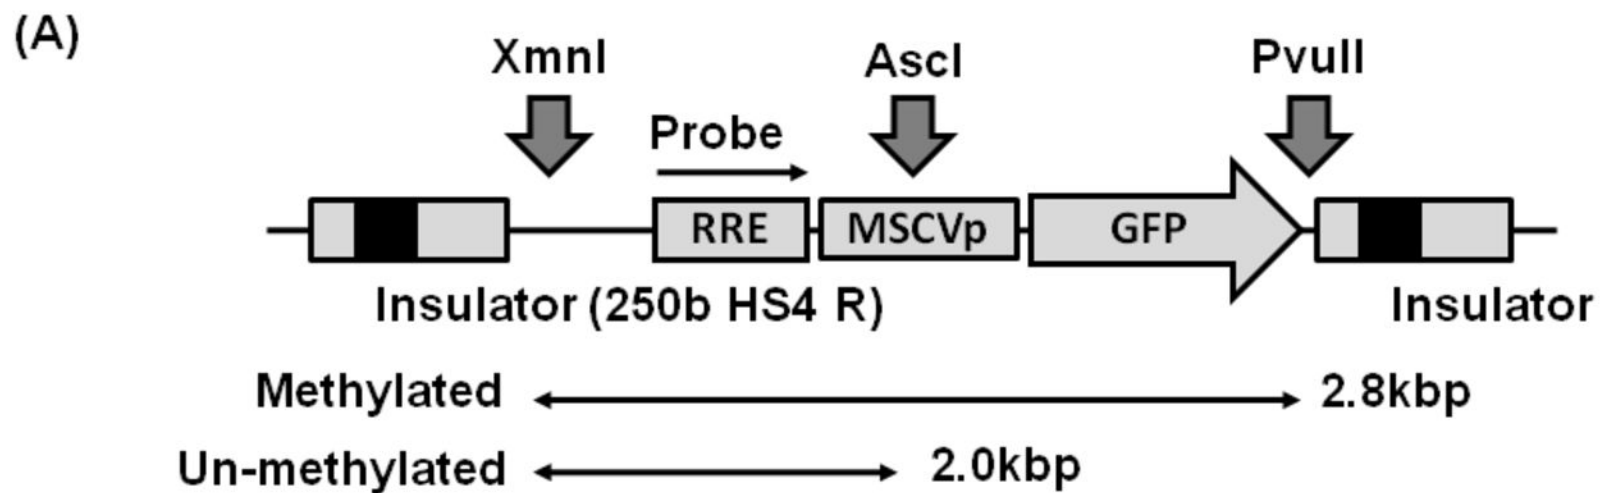 (A)
XmnI
AscI
PvuII
Probe
RRE
MSCVp
GFP
Insulator (250b HS4 R)
Insulator
Methylated
2.8kbp
Un-methylated
2.0kbp